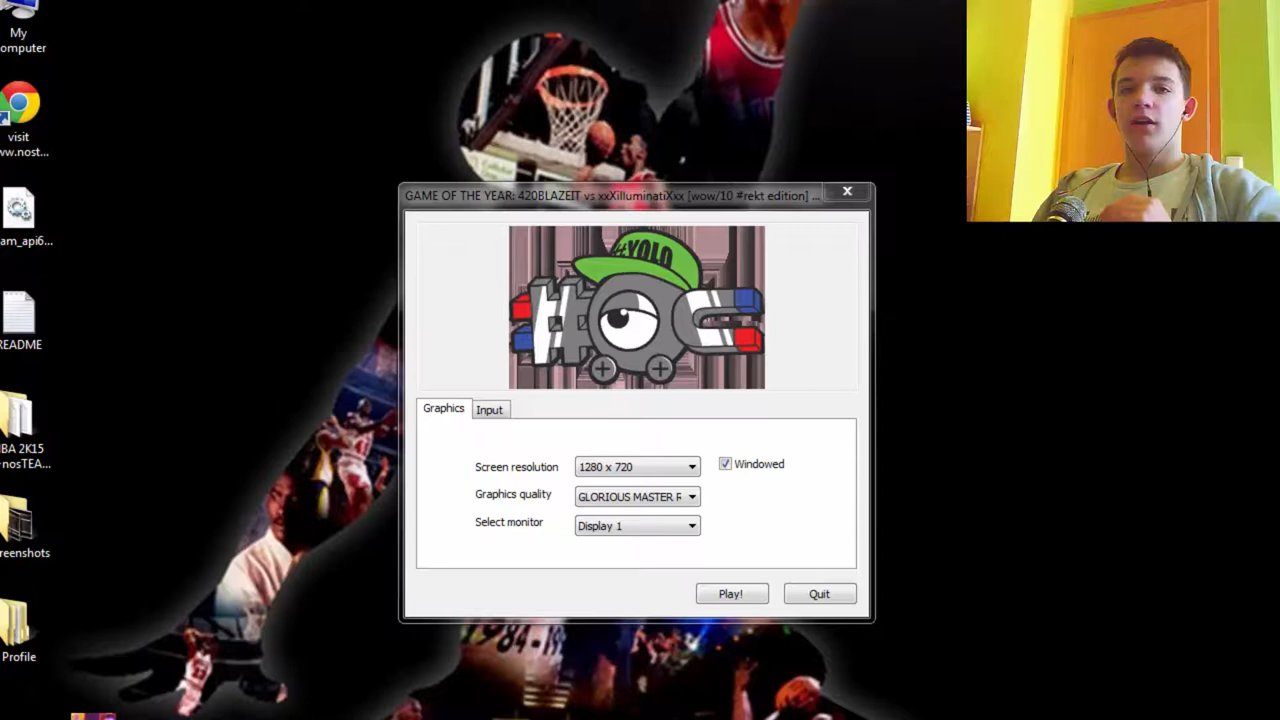 My
omputer
visit
ww.nost...
am_api6...
README
NBA 2K15
nosTEA...
reenshots
Profile
GAME OF THE YEAR: 420BLAZEIT vs xxXilluminatiXxx [wow/10 #rekt edition] ...
#YOLO
Graphics
Input
Screen resolution
1280 x 720
Windowed
Graphics quality
GLORIOUS MASTER R
Select monitor
Display 1
Play!
Quit